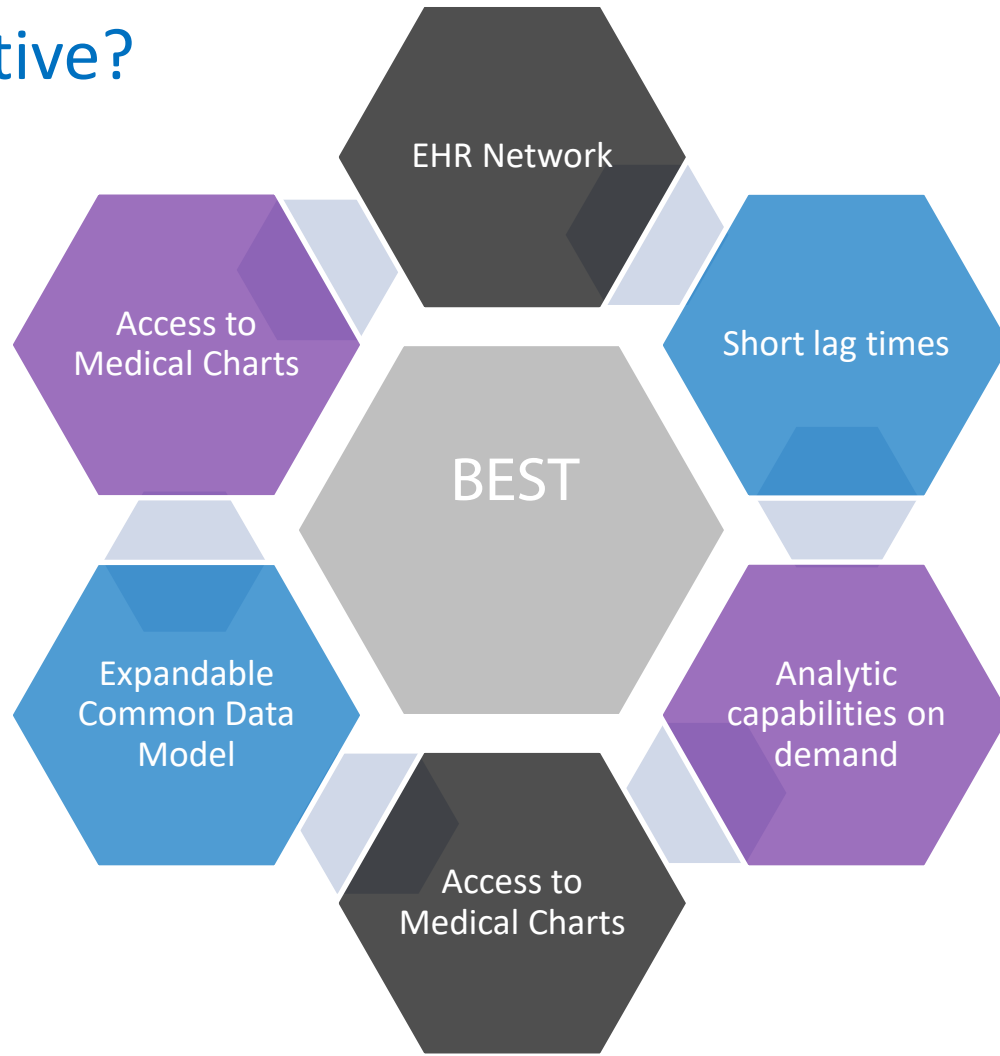 tive?
EHR Network
Short lag times
Analytic
capabilities on
demand
Access to
Medical Charts
Expandable
Common Data
Model
Access to
Medical Charts
BEST